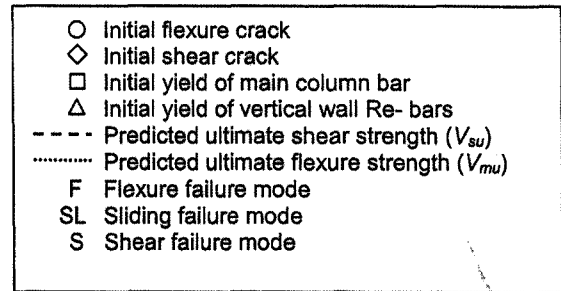 Initial flexure crack
Initial shear crack
Initial yield of main column bar
Initial yield of vertical wall Re- bars
Predicted ultimate shear strength (Vsu)
Predicted ultimate flexure strength (Vmu)
F Flexure failure mode
SL Sliding failure mode
S Shear failure mode